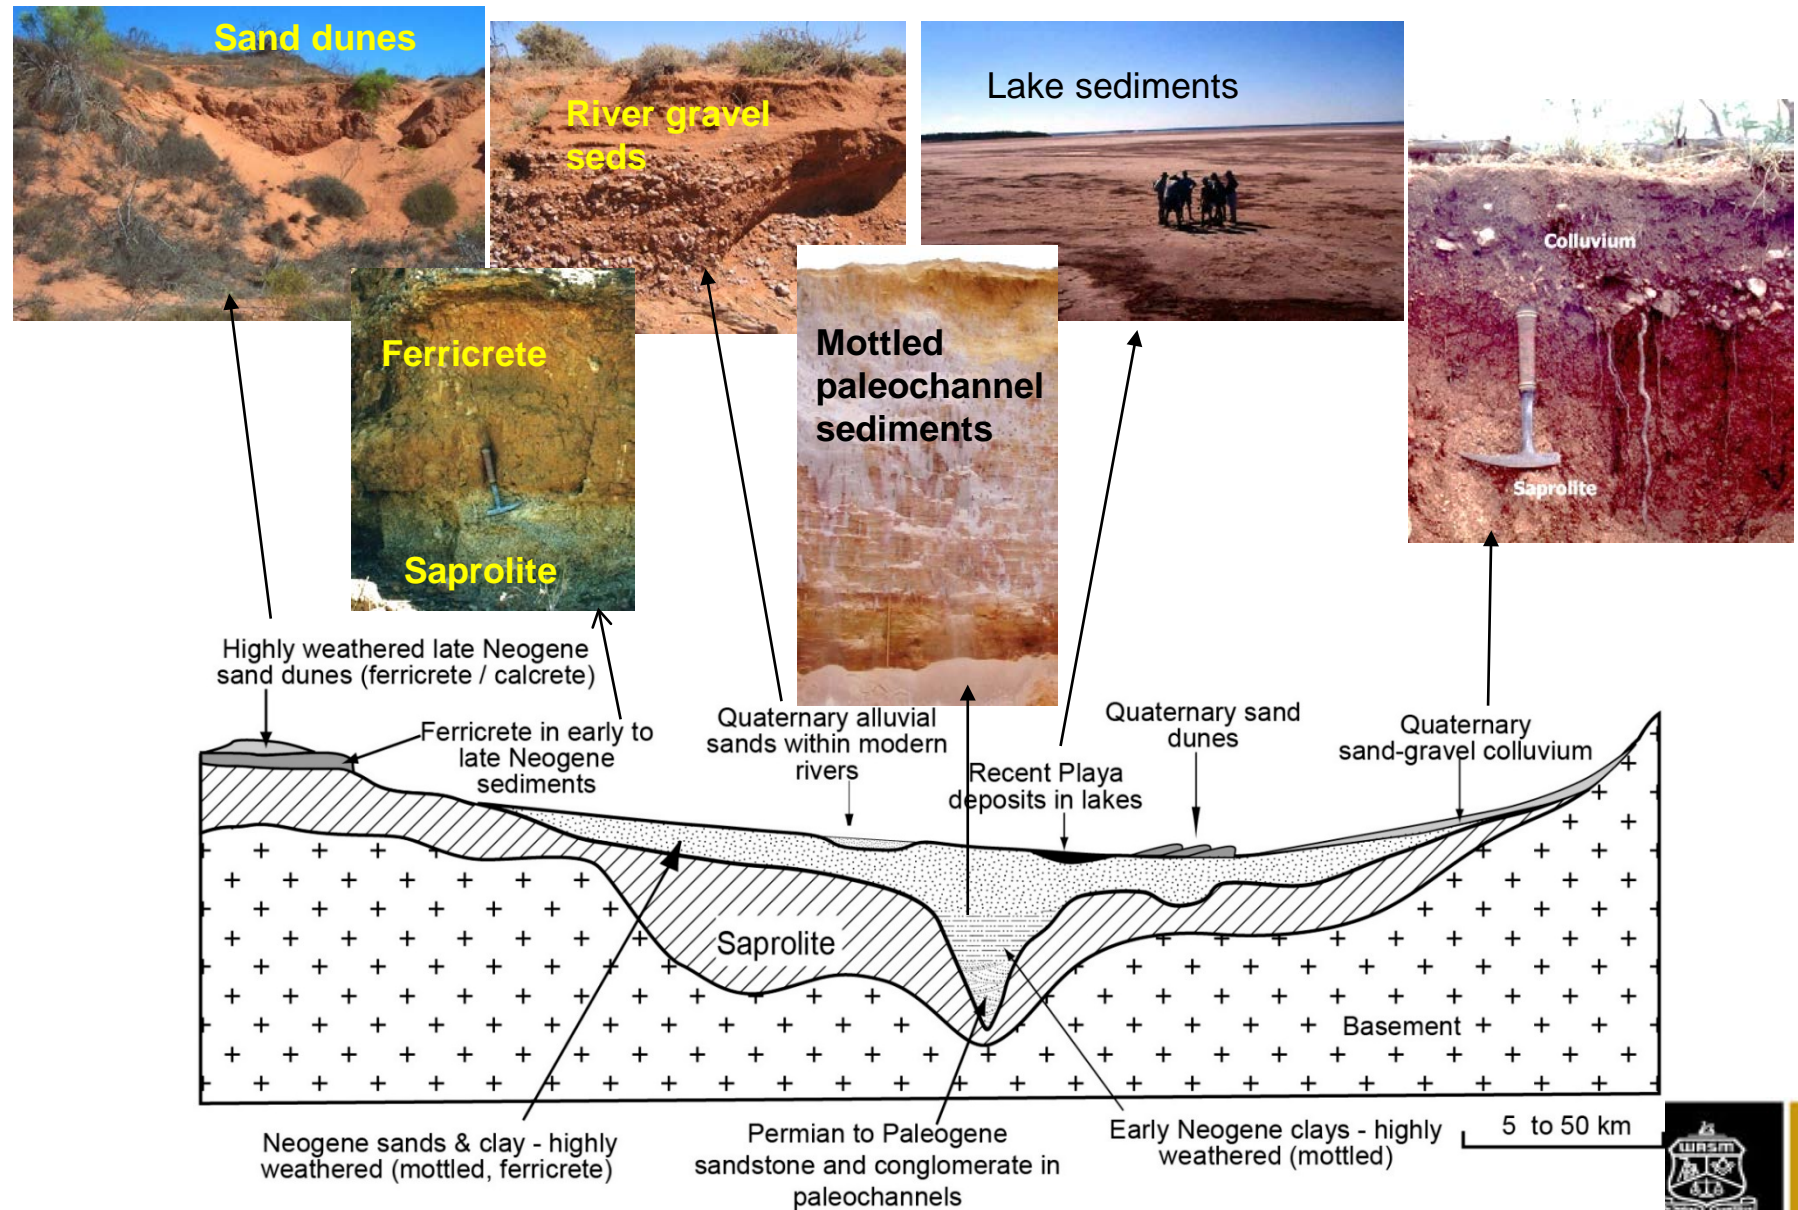 Sand dunes
River gravel
seds
Lake sediments
Colluvium
Saprolite
Ferricrete
Saprolite
Mottled
paleochannel
sediments
Highly weathered late Neogene
sand dunes (ferricrete / calcrete)
Ferricrete in early to
late Neogene
sediments
Quaternary alluvial
sands within modern
rivers
Recent Playa
deposits in lakes
Quaternary sand
dunes
Quaternary
sand-gravel colluvium
Saprolite
Basement
Neogene sands & clay - highly
weathered (mottled, ferricrete)
Permian to Paleogene
sandstone and conglomerate in
paleochannels
Early Neogene clays - highly
weathered (mottled)
5 to 50 km
WASM